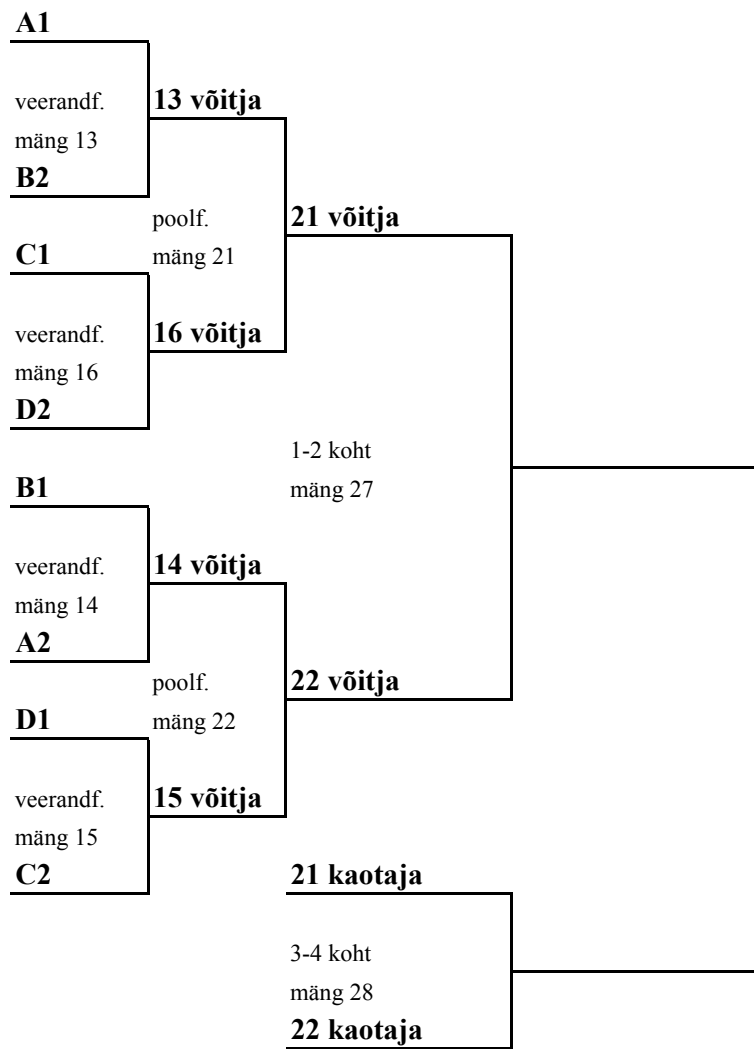 A1
veerandf.
13 võitja
mäng 13
B2
poolf.
21 võitja
C1
mäng 21
veerandf.
16 võitja
mäng 16
D2
1-2 koht
B1
mäng 27
veerandf.
14 võitja
mäng 14
A2
poolf.
22 võitja
D1
mäng 22
veerandf.
15 võitja
mäng 15
C2
21 kaotaja
3-4 koht
mäng 28
22 kaotaja